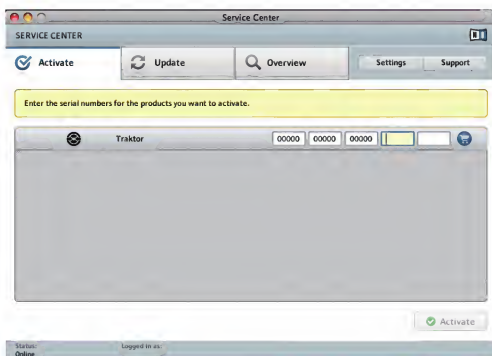 Service Center
SERVICE CENTER
Activate Update Overview Settings Support
Enter the serial numbers for the products you want to activate.
Traktor 00000 00000 00000
Activate
Status: Logged in as:
Online